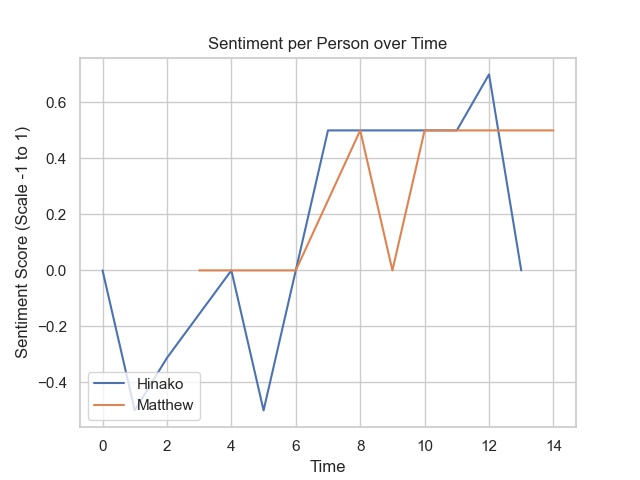 Sentiment per Person over Time
Sentiment Score (Scale -1 to 1)
0.6
0.4
0.2
0.0
−0.2
−0.4
Hinako
Matthew
0 2 4 6 8 10 12 14
Time